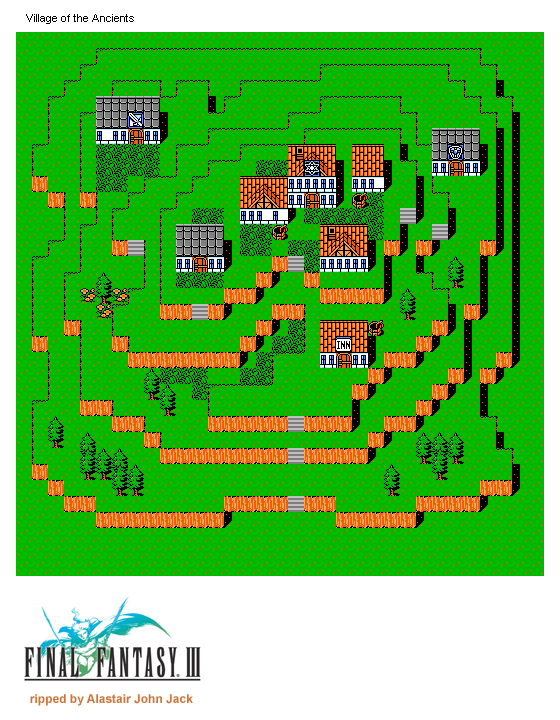 Village of the Ancients
INN
FINAL FANTASY. III
ripped by Alastair John Jack